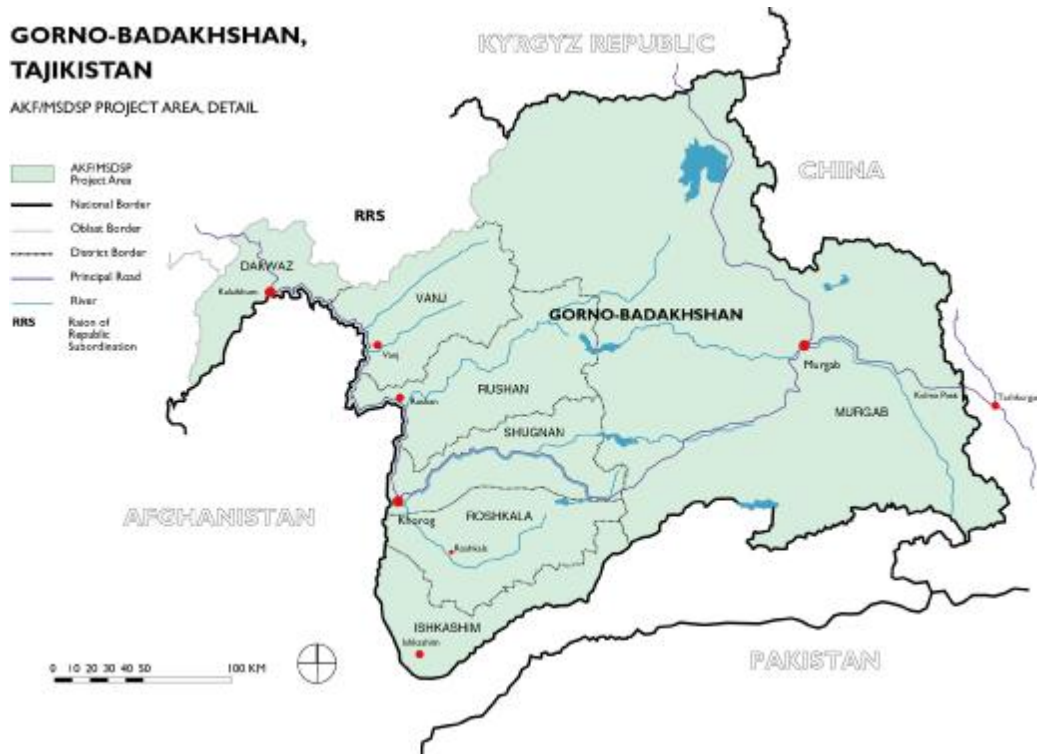 GORNO-BADAKHSHAN,
TAJIKISTAN
AKF/MSDSP PROJECT AREA, DETAIL
AKF/MSDSP
Project Area
National Border
Oblast Border
District Border
Principal Road
River
RRS
Raion of
Republic
Subordination
KYRGYZ REPUBLIC
CHINA
RRS
DARWAZ
Kalaikhum
VANJ
Vanj
GORNO-BADAKHSHAN
Murgab
RUSHAN
Rushan
MURGAB
SHUGNAN
AFGHANISTAN
Khorog
ROSHKALA
Roshkala
ISHKASHIM
Ishkashim
PAKISTAN
0 10 20 30 40 50 100 KM